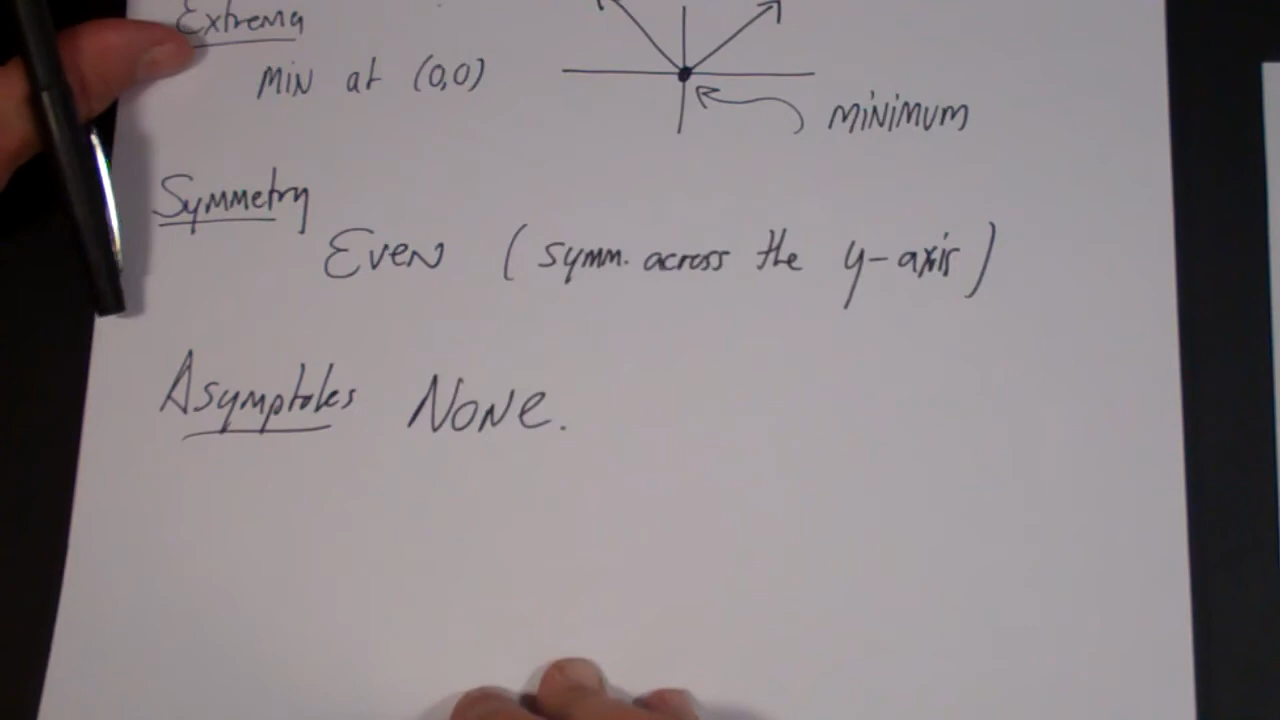 Extrema
MIN at (0,0)
MINIMUM
Symmetry
EVEN (symm. across the y-axis)
Asymptotes NONE.